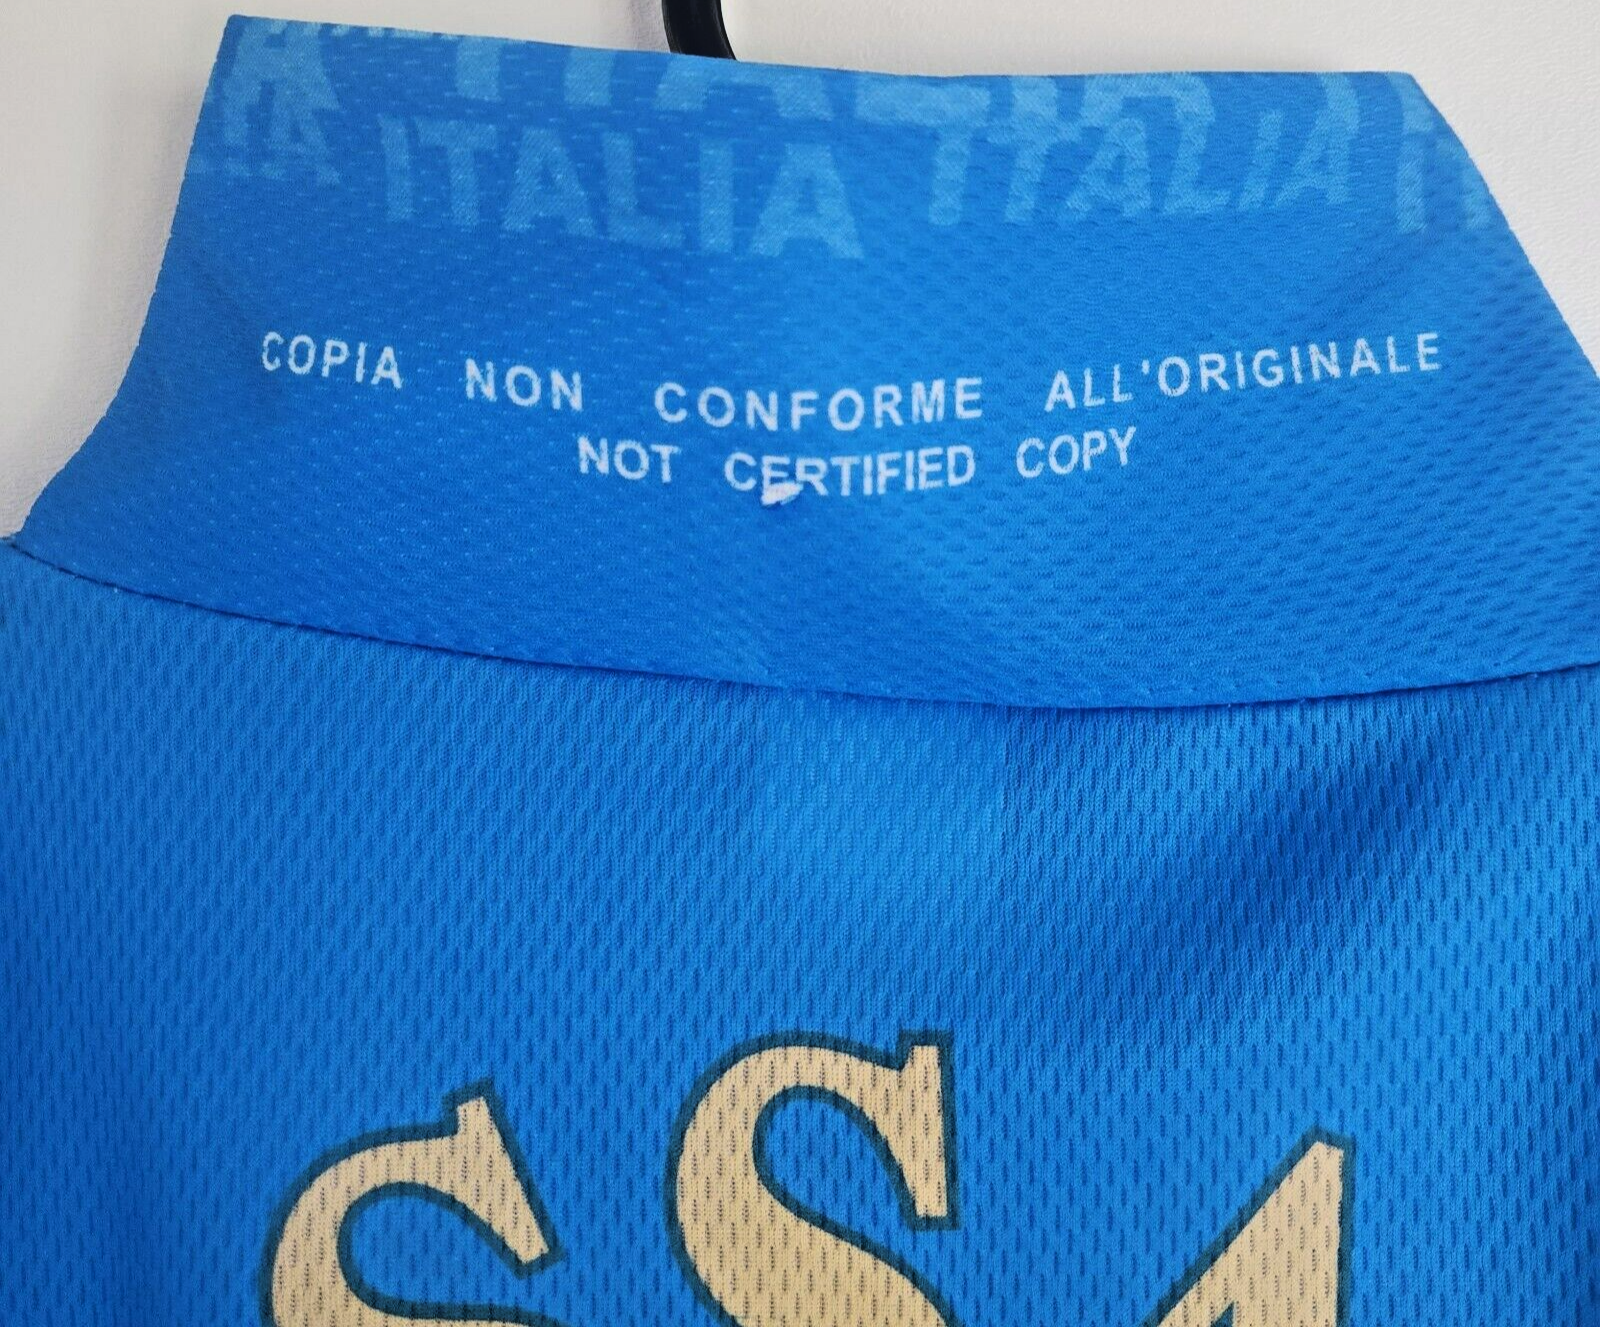 ITALIA ITALIA
COPIA NON CONFORME ALL'ORIGINALE
NOT CERTIFIED COPY